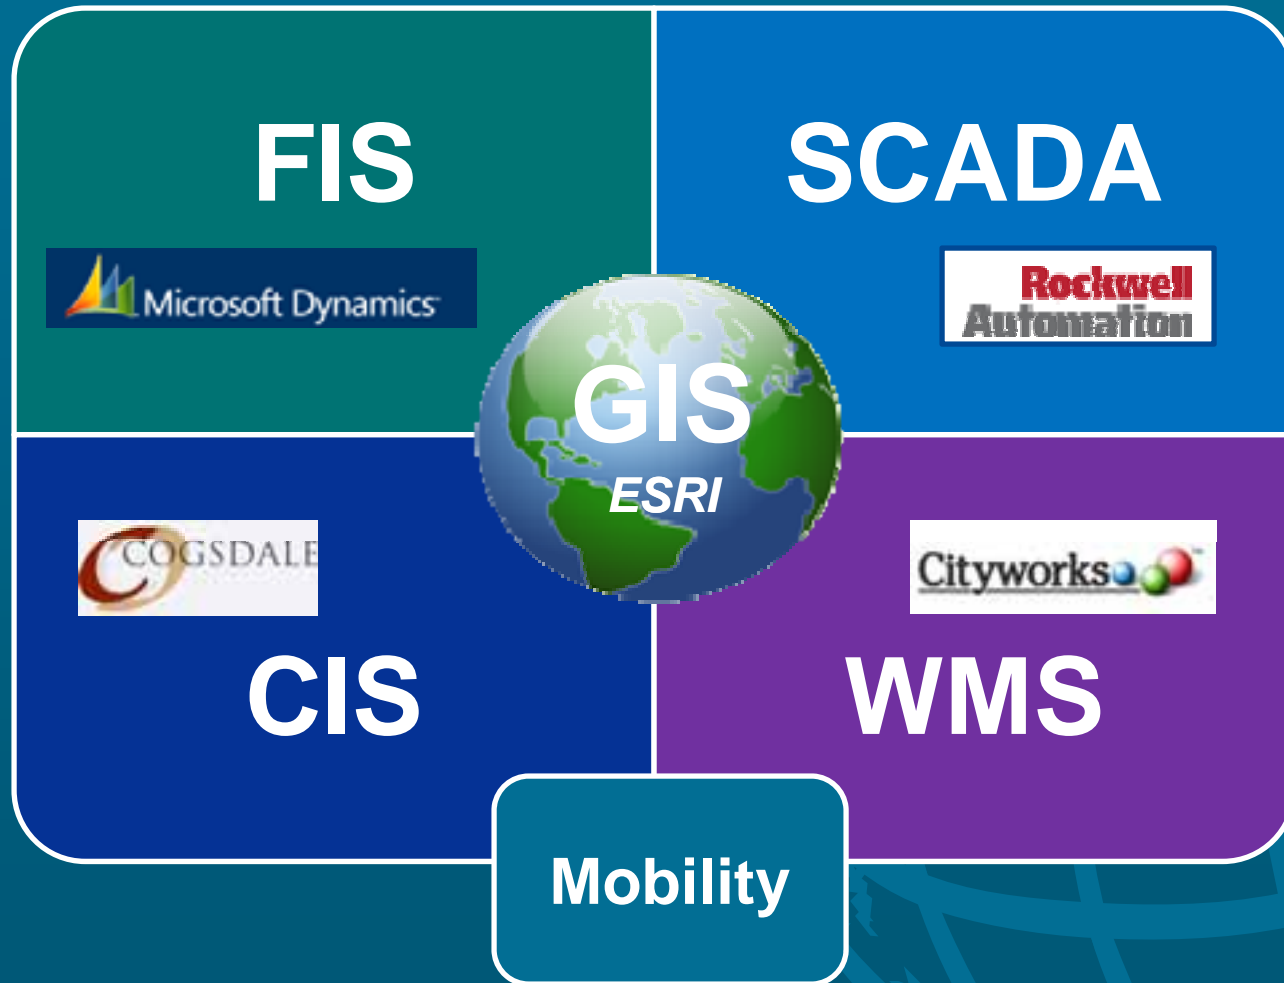 FIS
Microsoft Dynamics
SCADA
Rockwell
Automation
GIS
ESRI
COGSDALE
CIS
Cityworks
WMS
Mobility